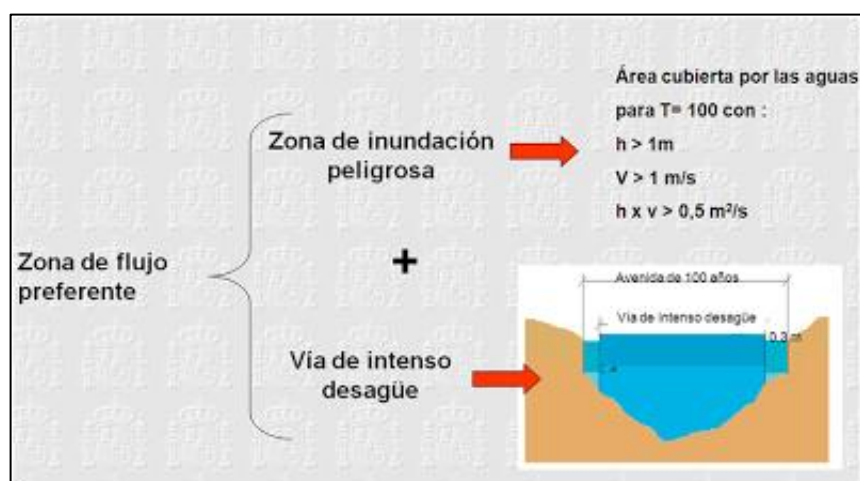 Zona de flujo
preferente
Zona de inundación
peligrosa
+
Vía de intenso
desagüe
Área cubierta por las aguas
para T= 100 con :
h > 1m
V > 1 m/s
h x v > 0,5 m²/s
Avenida de 100 años
Vía de Intenso desagüe
0,3 m